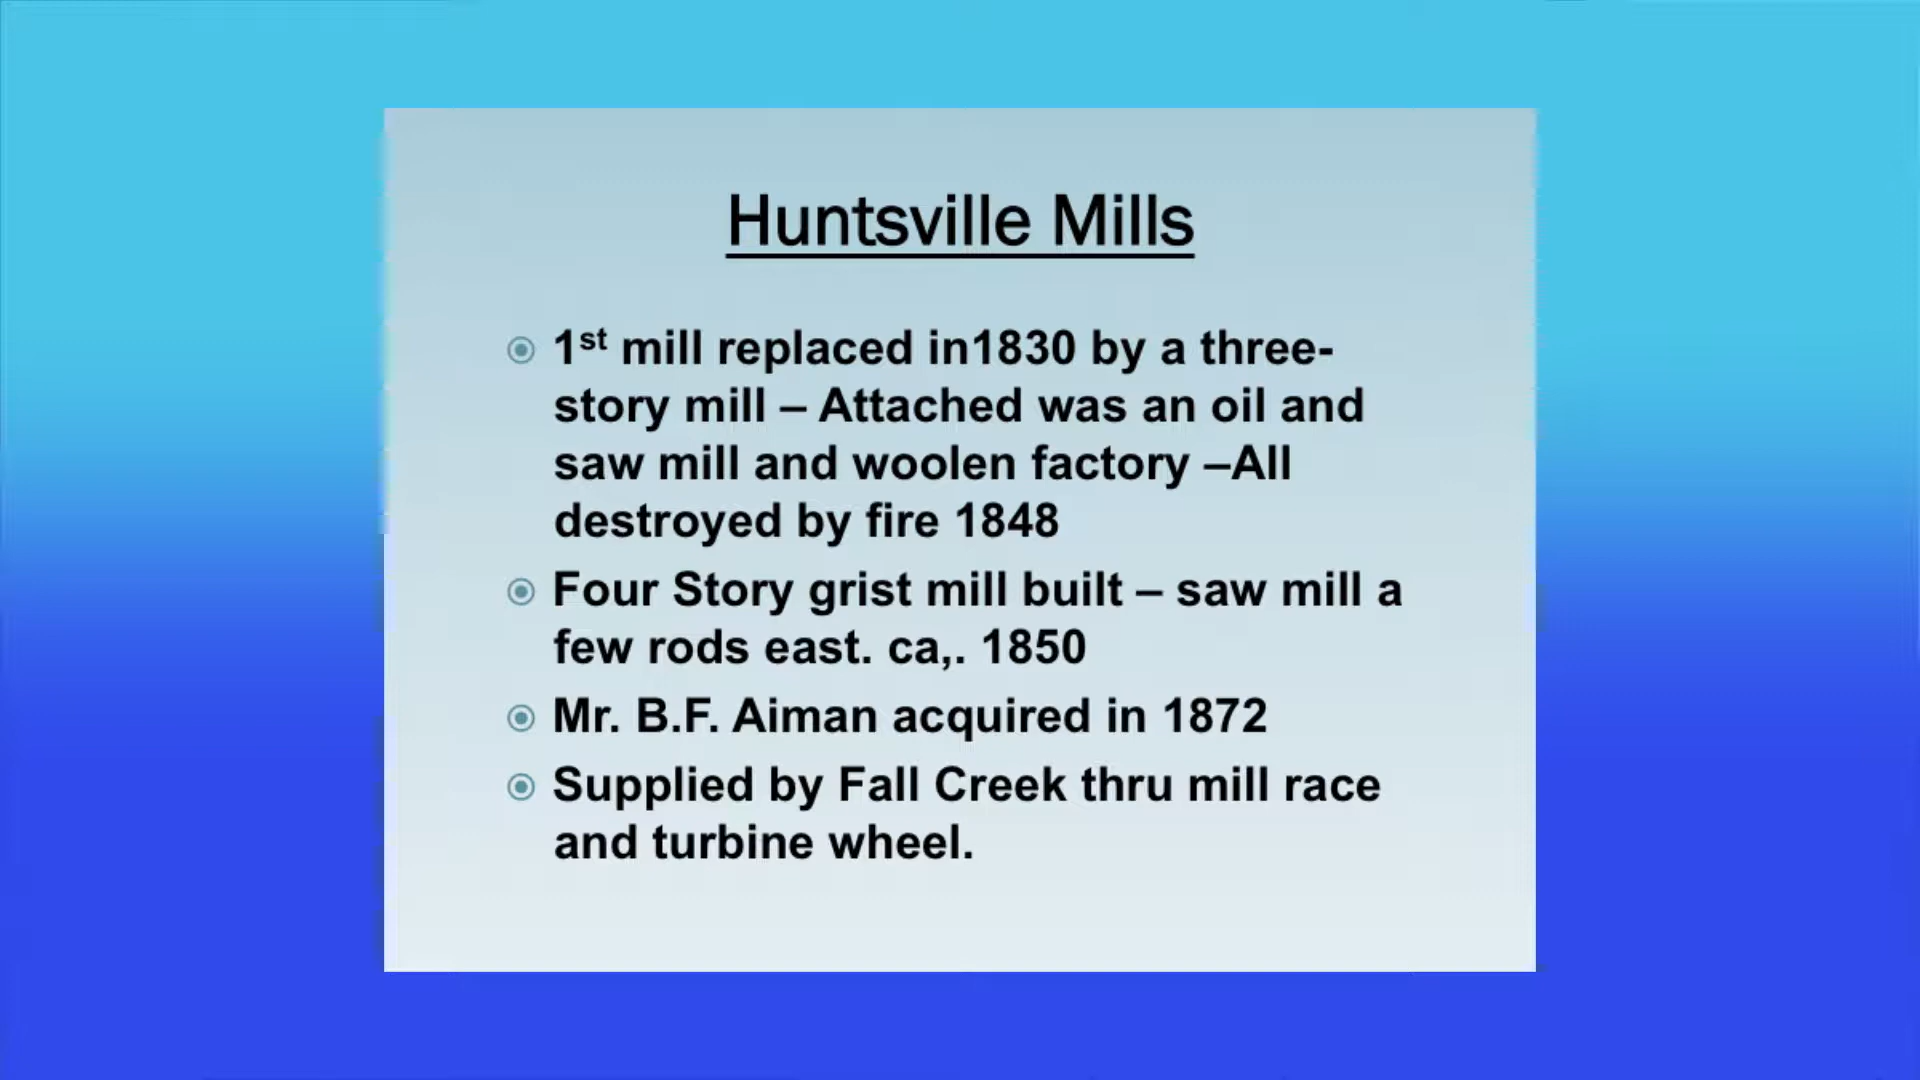 Huntsville Mills
1st mill replaced in1830 by a three-
story mill – Attached was an oil and
saw mill and woolen factory –All
destroyed by fire 1848
Four Story grist mill built – saw mill a
few rods east. ca,. 1850
Mr. B.F. Aiman acquired in 1872
Supplied by Fall Creek thru mill race
and turbine wheel.